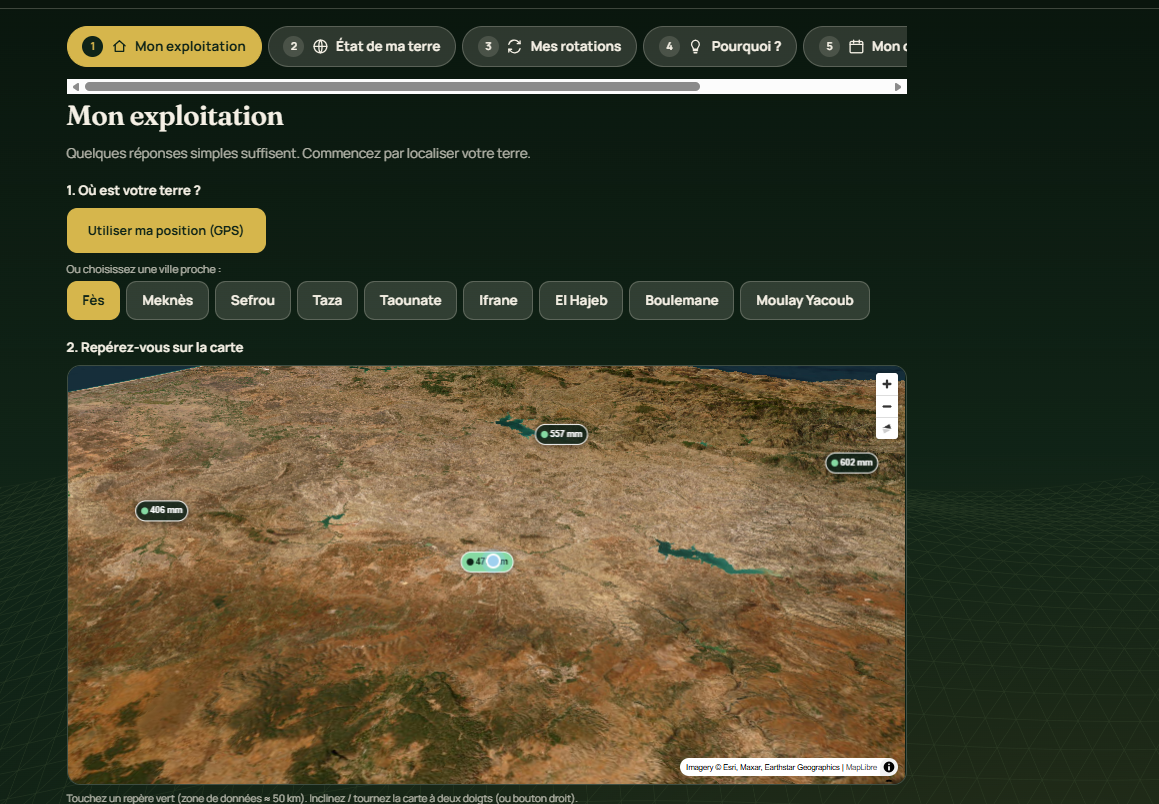 1 Mon exploitation 2 État de ma terre 3 Mes rotations 4 Pourquoi ? 5 Mon
Mon exploitation
Quelques réponses simples suffisent. Commencez par localiser votre terre.
1. Où est votre terre ?
Utiliser ma position (GPS)
Ou choisissez une ville proche :
Fès Meknès Sefrou Taza Taounate Ifrane El Hajeb Boulemane Moulay Yacoub
2. Repérez-vous sur la carte
557 mm
602 mm
406 mm
Imagery © Esri, Maxar, Earthstar Geographics | MapLibre
Touchez un repère vert (zone de données ≈ 50 km). Inclinez / tournez la carte à deux doigts (ou bouton droit).